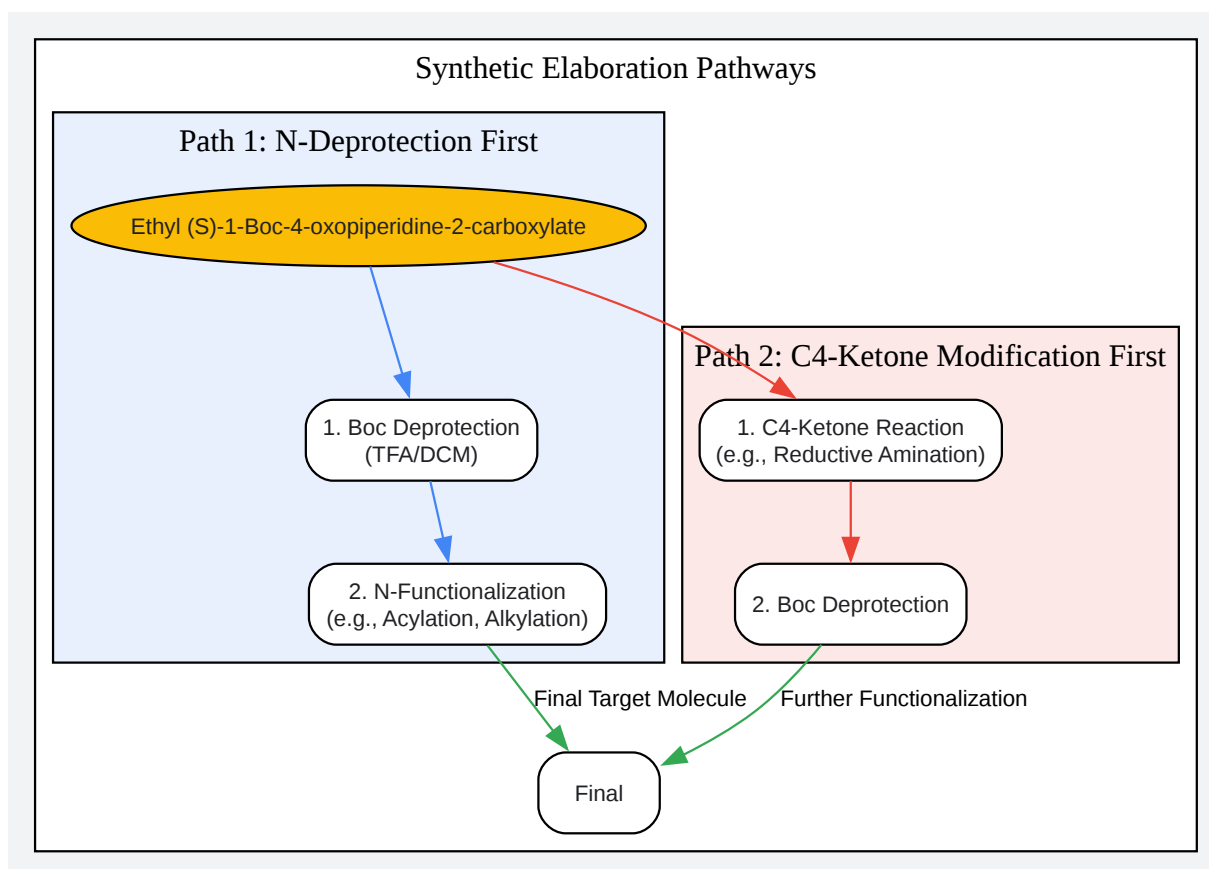 Synthetic Elaboration Pathways
Path 1: N-Deprotection First
Ethyl (S)-1-Boc-4-oxopiperidine-2-carboxylate
1. Boc Deprotection
(TFA/DCM)
2. N-Functionalization
(e.g., Acylation, Alkylation)
Path 2: C4-Ketone Modification First
1. C4-Ketone Reaction
(e.g., Reductive Amination)
2. Boc Deprotection
Final Target Molecule
Further Functionalization
Final